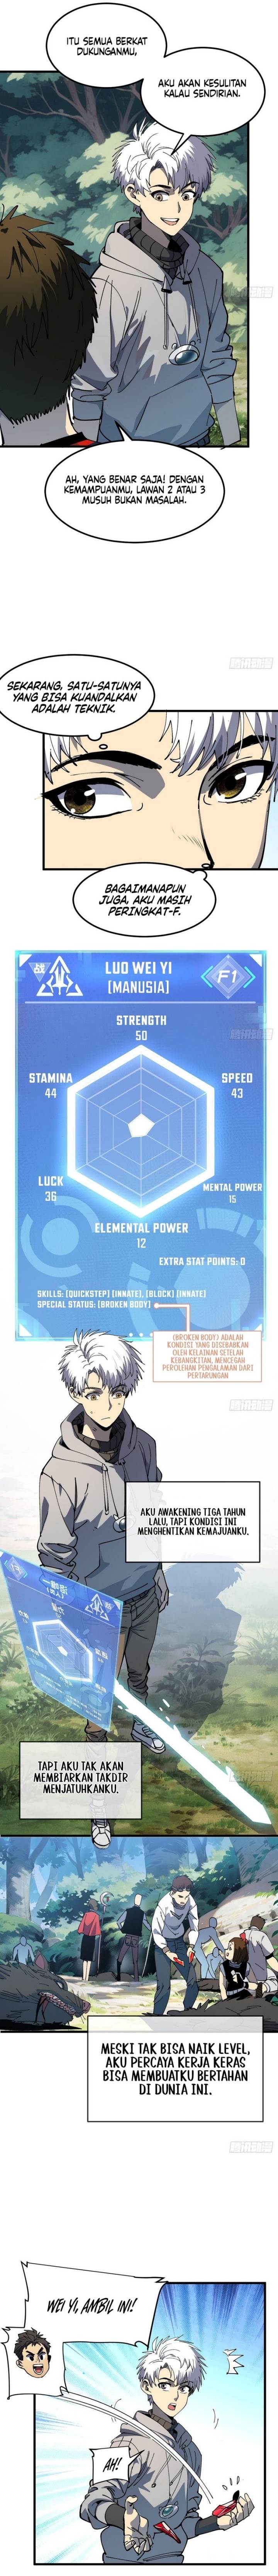 ITU SEMUA BERKAT
DUKUNGANMU,
AKU AKAN KESULITAN
KALAU SENDIRIAN.
AH, YANG BENAR SAJA! DENGAN
KEMAMPUANMU, LAWAN 2 ATAU 3
MUSUH BUKAN MASALAH.
SEKARANG, SATU-SATUNYA
YANG BISA KUANDALKAN
ADALAH TEKNIK.
BAGAIMANAPUN
JUGA, AKU MASIH
PERINGKAT-F.
战
LUO WEI YI
[MANUSIA]
F1
STRENGTH
50
STAMINA
44
SPEED
43
LUCK
36
MENTAL POWER
15
ELEMENTAL POWER
12
EXTRA STAT POINTS: 0
SKILLS: [QUICKSTEP] [INNATE], [BLOCK] [INNATE]
SPECIAL STATUS: [BROKEN BODY]
(BROKEN BODY) ADALAH
KONDISI YANG DISEBABKAN
OLEH KELAINAN SETELAH
KEBANGKITAN, MENCEGAH
PEROLEHAN PENGALAMAN DARI
PERTARUNGAN
AKU AWAKENING TIGA TAHUN
LALU, TAPI KONDISI INI
MENGHENTIKAN KEMAJUANKU.
TAPI AKU TAK AKAN
MEMBIARKAN TAKDIR
MENJATUHKANKU.
MESKI TAK BISA NAIK LEVEL,
AKU PERCAYA KERJA KERAS
BISA MEMBUATKU BERTAHAN
DI DUNIA INI.
WEI YI, AMBIL INI!
AH!